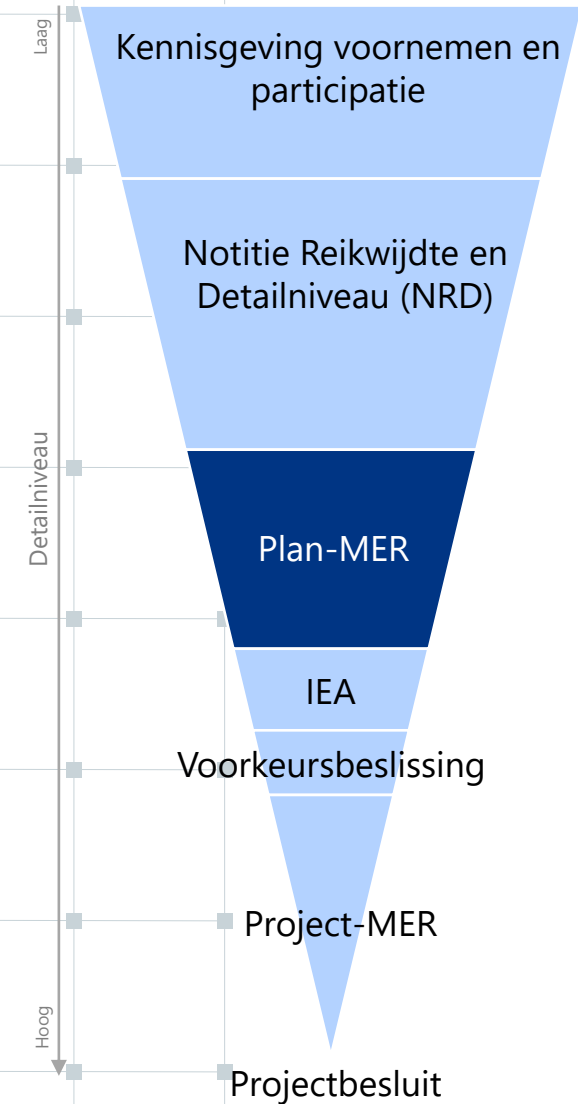 Laag
Kennisgeving voornemen en
participatie
Notitie Reikwijdte en
Detailniveau (NRD)
Detailniveau
Plan-MER
IEA
Voorkeursbeslissing
Project-MER
Hoog
Projectbesluit